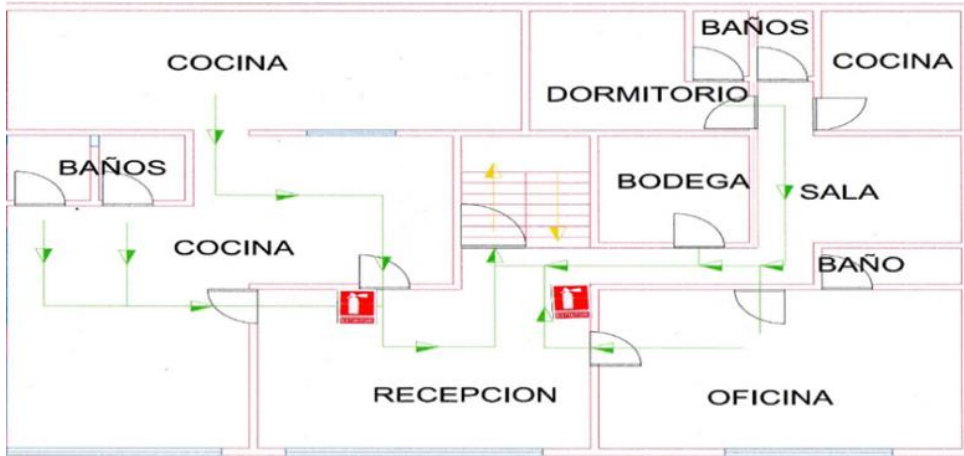 BAÑOS
COCINA
COCINA
DORMITORIO
BAÑOS
BODEGA
SALA
COCINA
BAÑO
RECEPCION
OFICINA